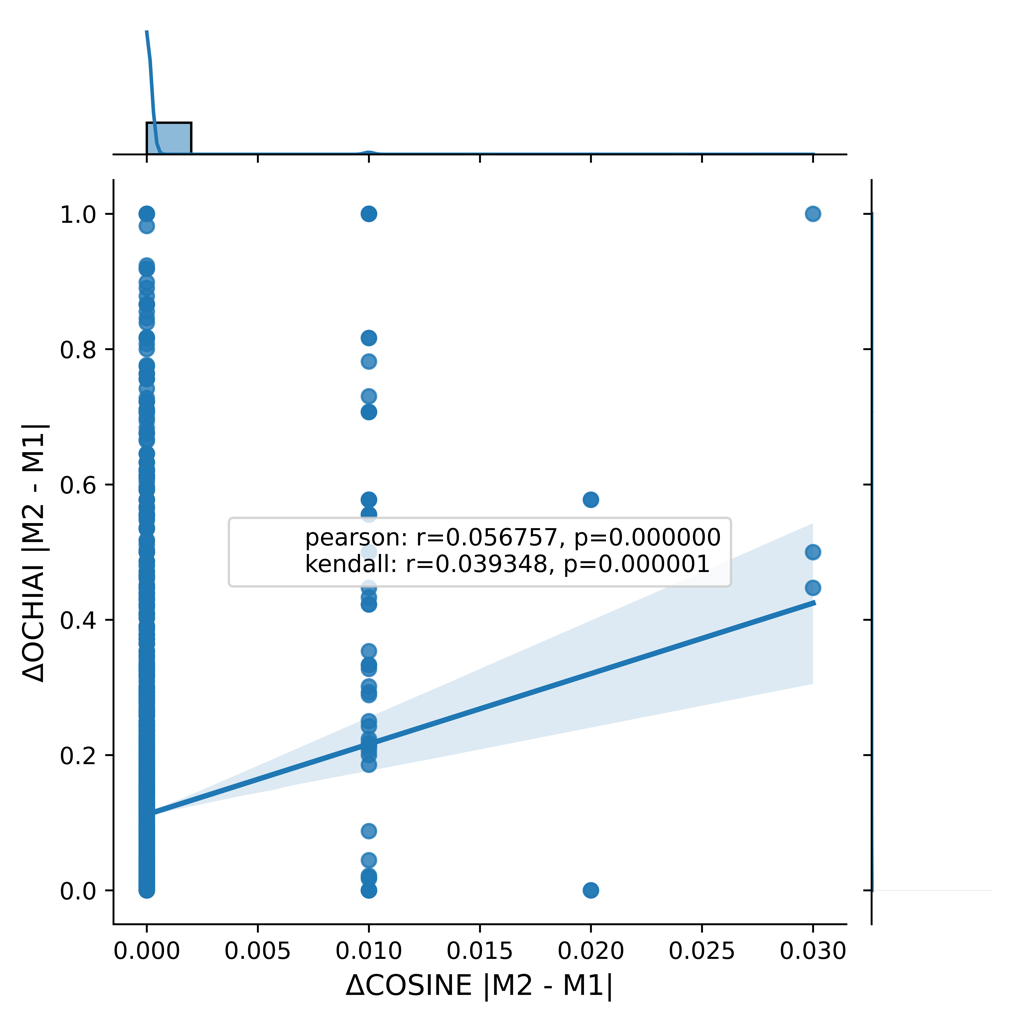 1.0
0.8
0.6
0.4
0.2
0.0
ΔOCHIAI |M2 - M1|
pearson: r=0.056757, p=0.000000
kendall: r=0.039348, p=0.000001
0.000 0.005 0.010 0.015 0.020 0.025 0.030
ΔCOSINE |M2 - M1|